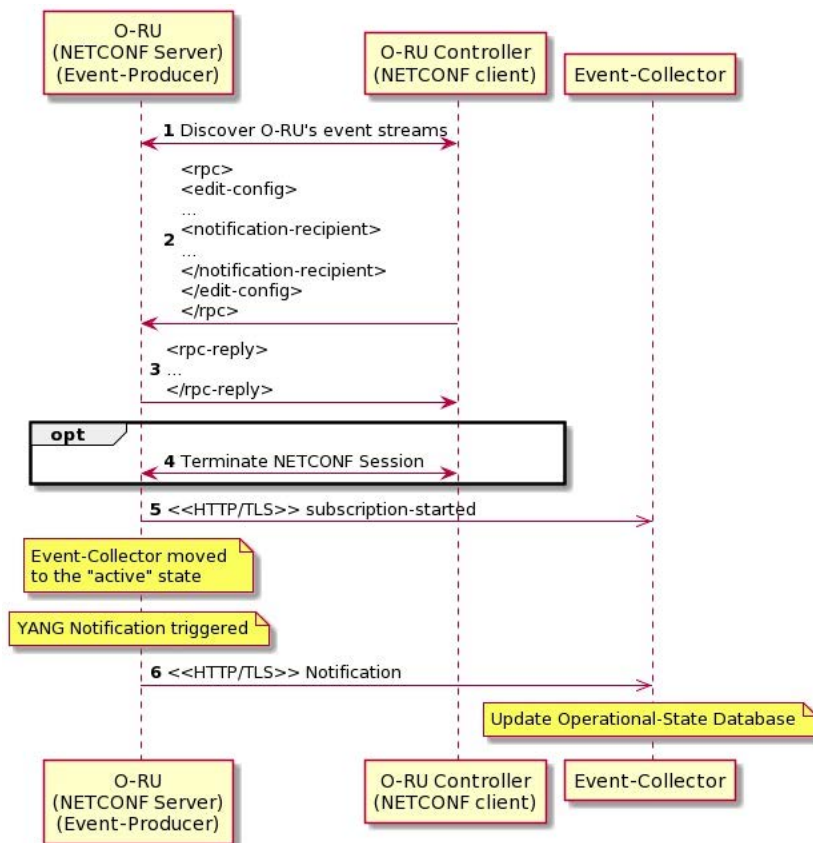 O-RU
(NETCONF Server)
(Event-Producer)
O-RU Controller
(NETCONF client)
Event-Collector
1 Discover O-RU's event streams
<rpc>
<edit-config>
...
<notification-recipient>
2
...
</notification-recipient>
</edit-config>
</rpc>
<rpc-reply>
3 ...
</rpc-reply>
opt
4 Terminate NETCONF Session
5 <<HTTP/TLS>> subscription-started
Event-Collector moved
to the "active" state
YANG Notification triggered
6 <<HTTP/TLS>> Notification
Update Operational-State Database
O-RU
(NETCONF Server)
(Event-Producer)
O-RU Controller
(NETCONF client)
Event-Collector